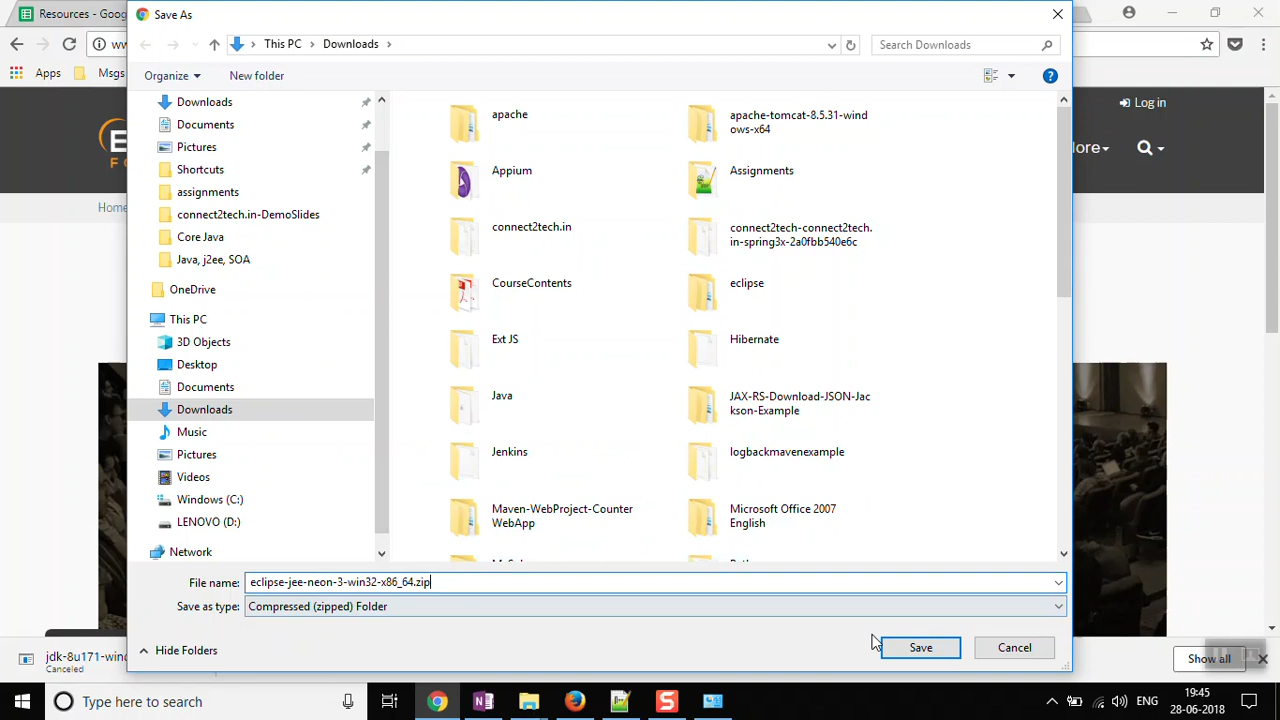 Resources - Goog
Save As
ww
This PC
Downloads
Search Downloads
Apps
Msgs
Organize
New folder
Log in
E
FO
lore
Home
Downloads
Documents
Pictures
Shortcuts
assignments
connect2tech.in-DemoSlides
Core Java
Java, j2ee, SOA
OneDrive
This PC
3D Objects
Desktop
Documents
Downloads
Music
Pictures
Videos
Windows (C:)
LENOVO (D:)
Network
apache
apache-tomcat-8.5.31-wind
ows-x64
Appium
Assignments
connect2tech.in
connect2tech-connect2tech.
in-spring3x-2a0fbb540e6c
CourseContents
eclipse
Ext JS
Hibernate
Java
JAX-RS-Download-JSON-Jac
kson-Example
Jenkins
logbackmavenexample
Maven-WebProject-Counter
WebApp
Microsoft Office 2007
English
File name:
eclipse-jee-neon-3-win32-x86_64.zip
Save as type:
Compressed (zipped) Folder
Hide Folders
Save
Cancel
jdk-8u171-wind
Canceled
Show all
Type here to search
ENG
19:45
28-06-2018